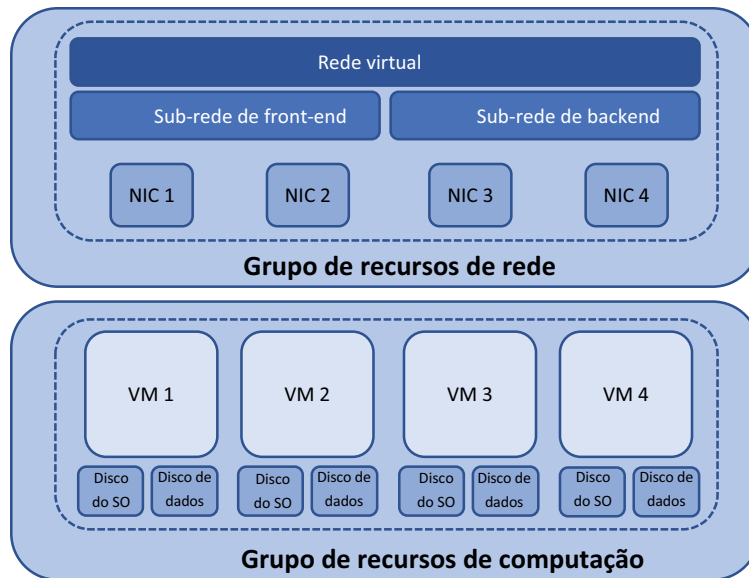 Rede virtual
Sub-rede de front-end
Sub-rede de backend
NIC 1
NIC 2
NIC 3
NIC 4
Grupo de recursos de rede
VM 1
VM 2
VM 3
VM 4
Disco
do SO
Disco de
dados
Disco
do SO
Disco de
dados
Disco
do SO
Disco de
dados
Disco
do SO
Disco de
dados
Grupo de recursos de computação